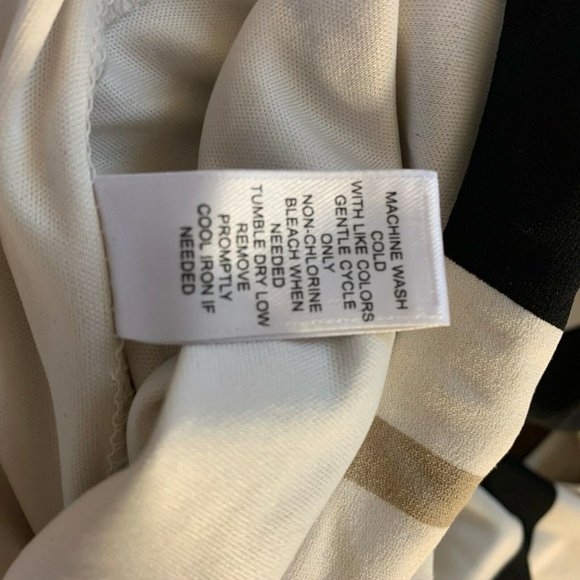 MACHINE WASH
COLD
WITH LIKE COLORS
GENTLE CYCLE
ONLY
NON-CHLORINE
BLEACH WHEN
NEEDED
TUMBLE DRY LOW
REMOVE
PROMPTLY
COOL IRON IF
NEEDED